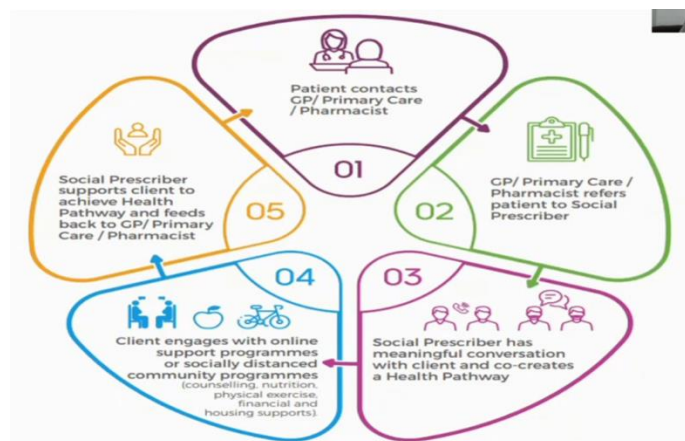 Patient contacts
GP/ Primary Care
/ Pharmacist
01
GP/ Primary Care /
Pharmacist refers
patient to Social
Prescriber
02
03
Social Prescriber has
meaningful conversation
with client and co-creates
a Health Pathway
04
Client engages with online
support programmes
or socially distanced
community programmes
(counselling, nutrition,
physical exercise,
financial and
housing supports).
Social Prescriber
supports client to
achieve Health
Pathway and feeds
back to GP/ Primary
Care / Pharmacist
05